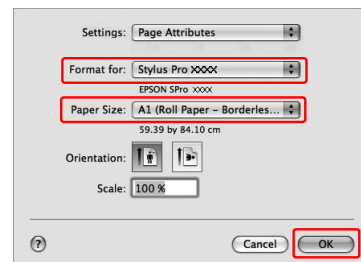 Settings: Page Attributes
Format for: Stylus Pro XXXX
EPSON SPro XXXX
Paper Size: A1 (Roll Paper – Borderles...
59.39 by 84.10 cm
Orientation:
Scale: 100 %
? Cancel OK